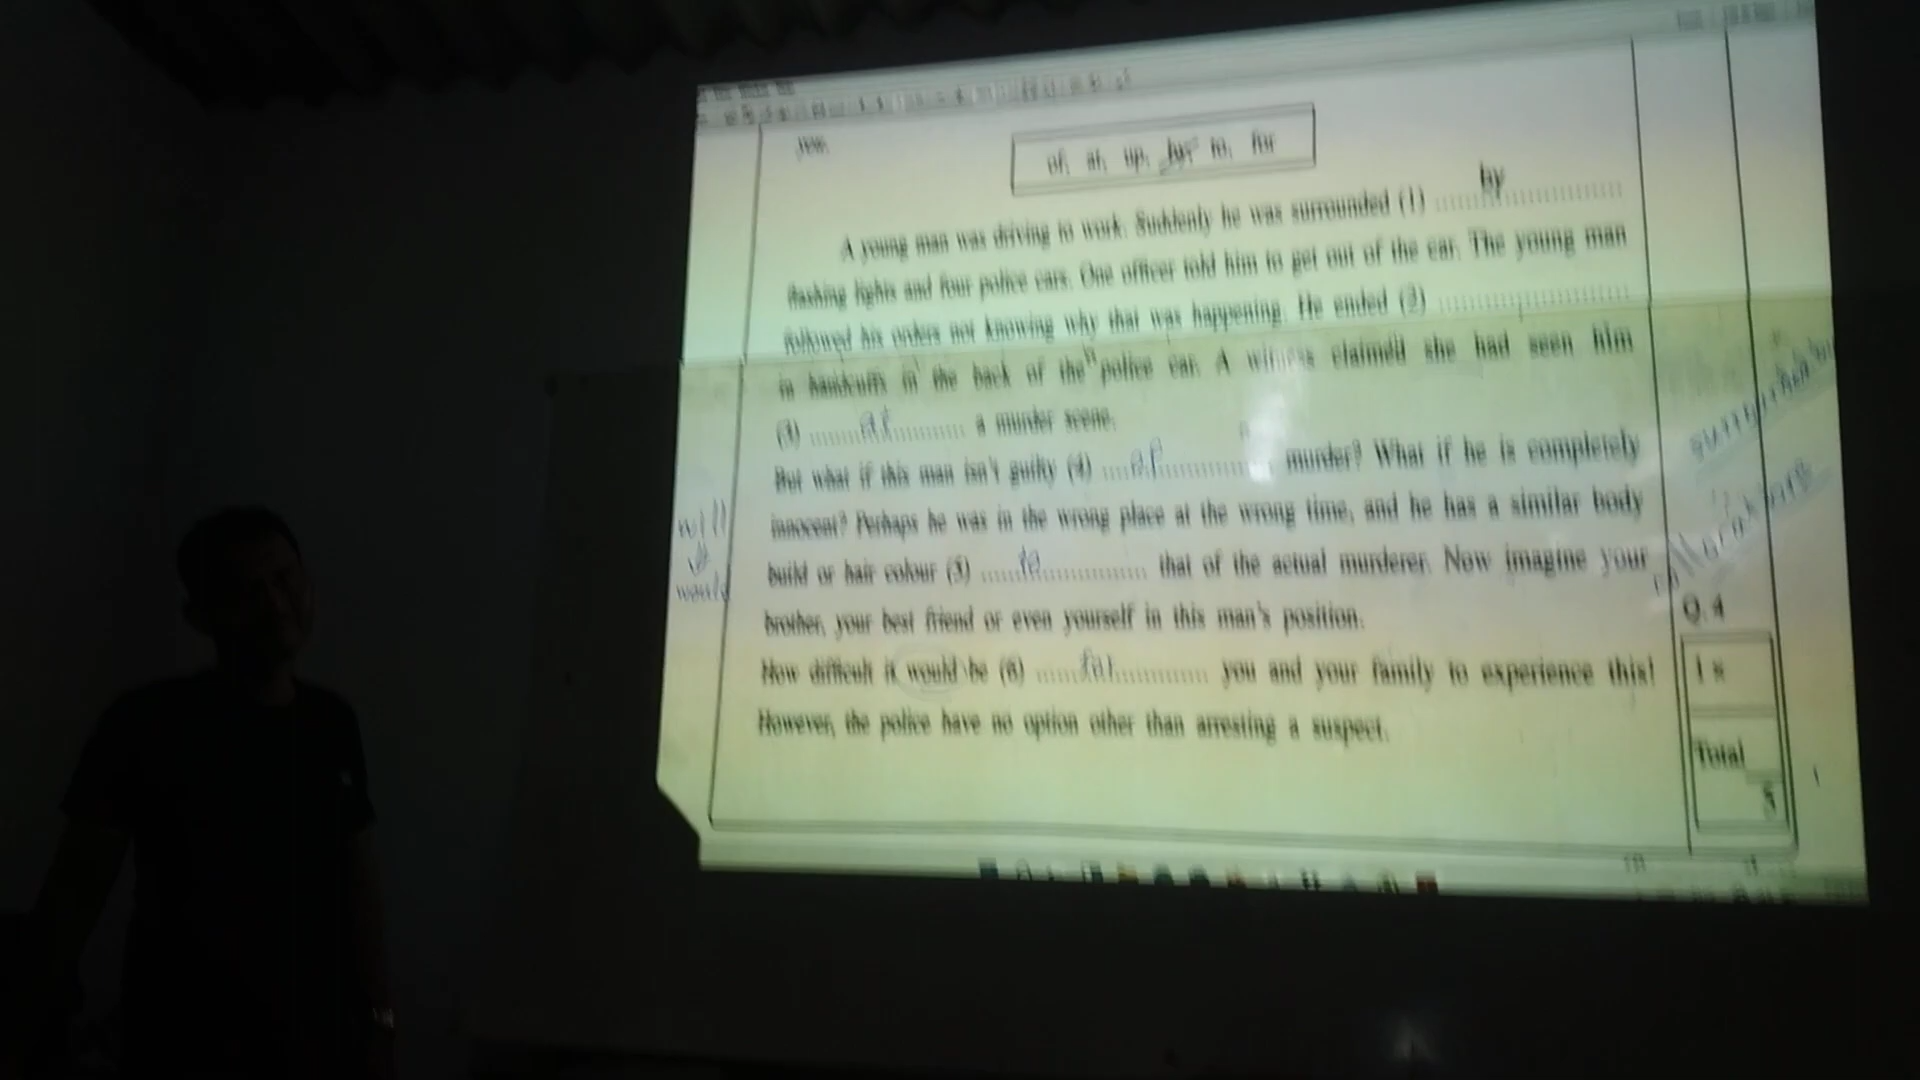 you.
of, at, up, by, to, for
A young man was driving to work. Suddenly he was surrounded (1) ........ by ........
flashing lights and four police cars. One officer told him to get out of the car. The young man
followed his orders not knowing why that was happening. He ended (2) ................
in handcuffs in the back of the police car. A witness claimed she had seen him
(3) ........ at ........ a murder scene.
But what if this man isn't guilty (4) ........ of ........ murder? What if he is completely
innocent? Perhaps he was in the wrong place at the wrong time, and he has a similar body
build or hair colour (5) ........ to ........ that of the actual murderer. Now imagine your
brother, your best friend or even yourself in this man's position.
How difficult it would be (6) ........ for ........ you and your family to experience this!
However, the police have no option other than arresting a suspect.
will
would
Q. 4
1 x
Total
5